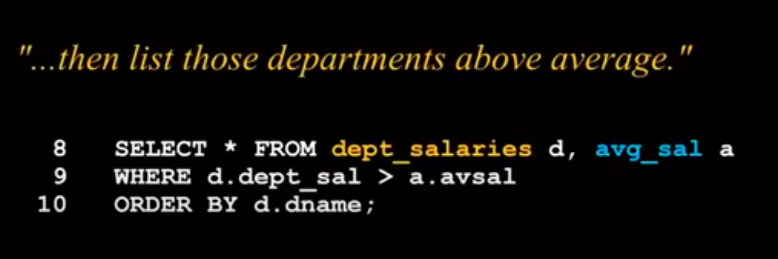 "...then list those departments above average."
8 SELECT * FROM dept_salaries d, avg_sal a
9 WHERE d.dept_sal > a.avsal
10 ORDER BY d.dname;